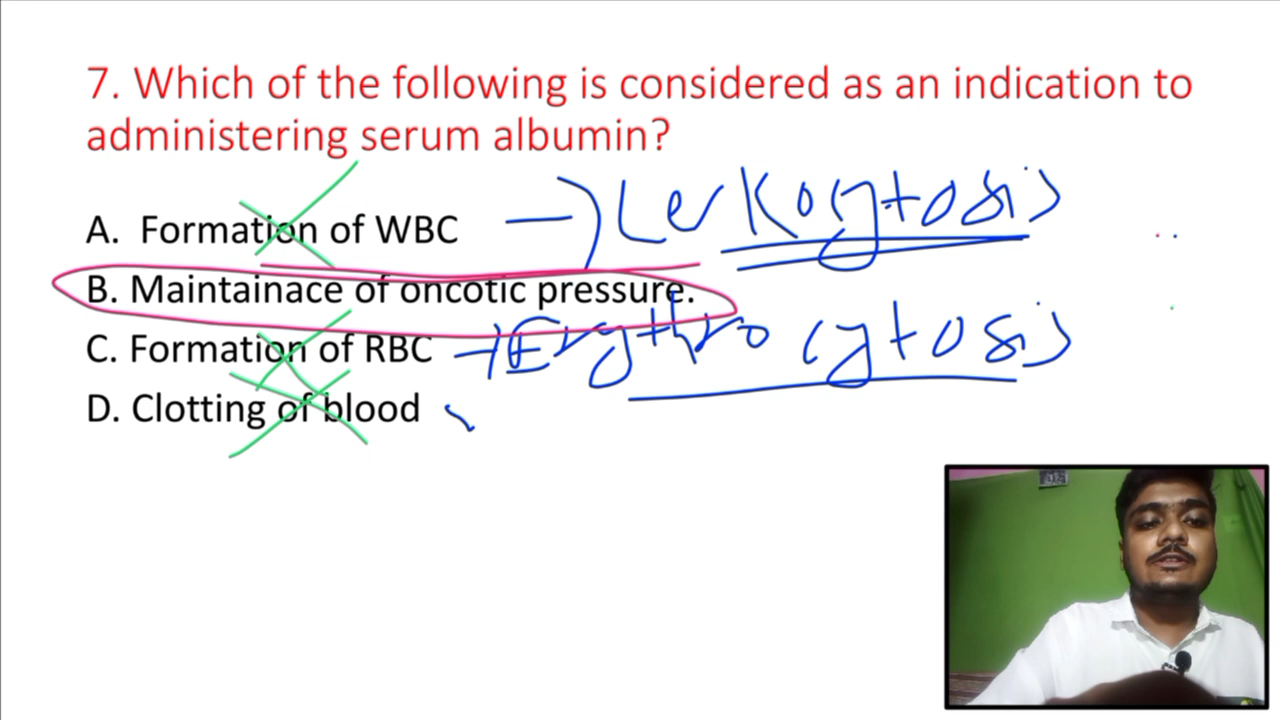 7. Which of the following is considered as an indication to
administering serum albumin?
A. Formation of WBC → Leukocytosis
B. Maintainace of oncotic pressure.
C. Formation of RBC → Erythrocytosis
D. Clotting of blood